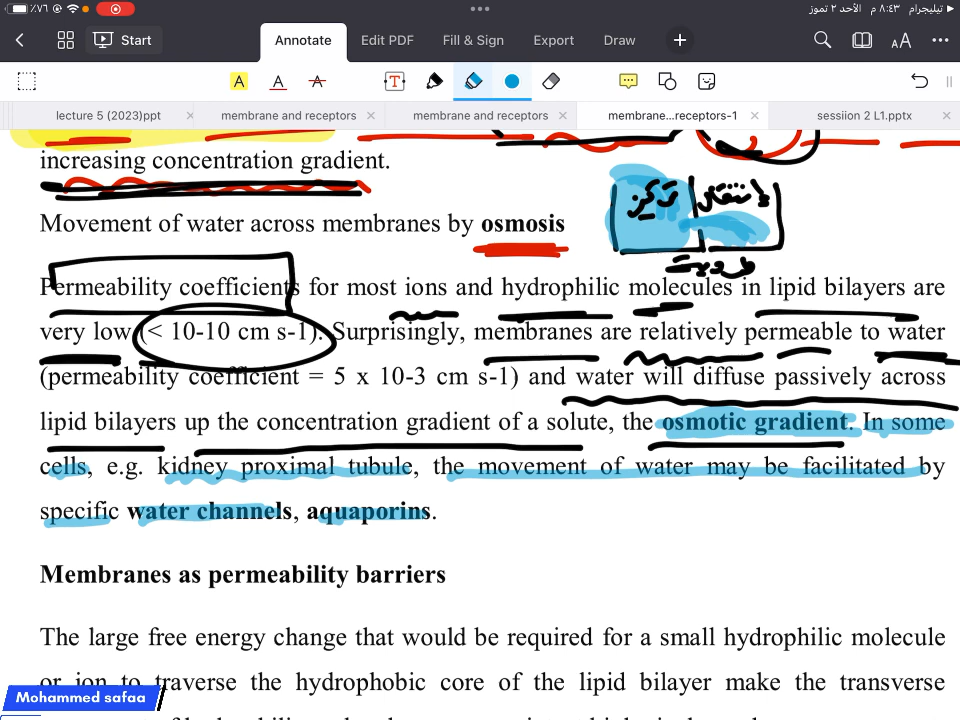 ٪٧٦ تيليجرام ٨:٤٣ م الأحد ٢ تموز
Start Annotate Edit PDF Fill & Sign Export Draw
lecture 5 (2023)ppt membrane and receptors membrane and receptors membrane...receptors-1 sessiion 2 L1.pptx
increasing concentration gradient.
تركيز
Movement of water across membranes by osmosis
Permeability coefficients for most ions and hydrophilic molecules in lipid bilayers are
very low (< 10-10 cm s-1). Surprisingly, membranes are relatively permeable to water
(permeability coefficient = 5 x 10-3 cm s-1) and water will diffuse passively across
lipid bilayers up the concentration gradient of a solute, the osmotic gradient. In some
cells, e.g. kidney proximal tubule, the movement of water may be facilitated by
specific water channels, aquaporins.
Membranes as permeability barriers
The large free energy change that would be required for a small hydrophilic molecule
or ion to traverse the hydrophobic core of the lipid bilayer make the transverse
Mohammed safaa